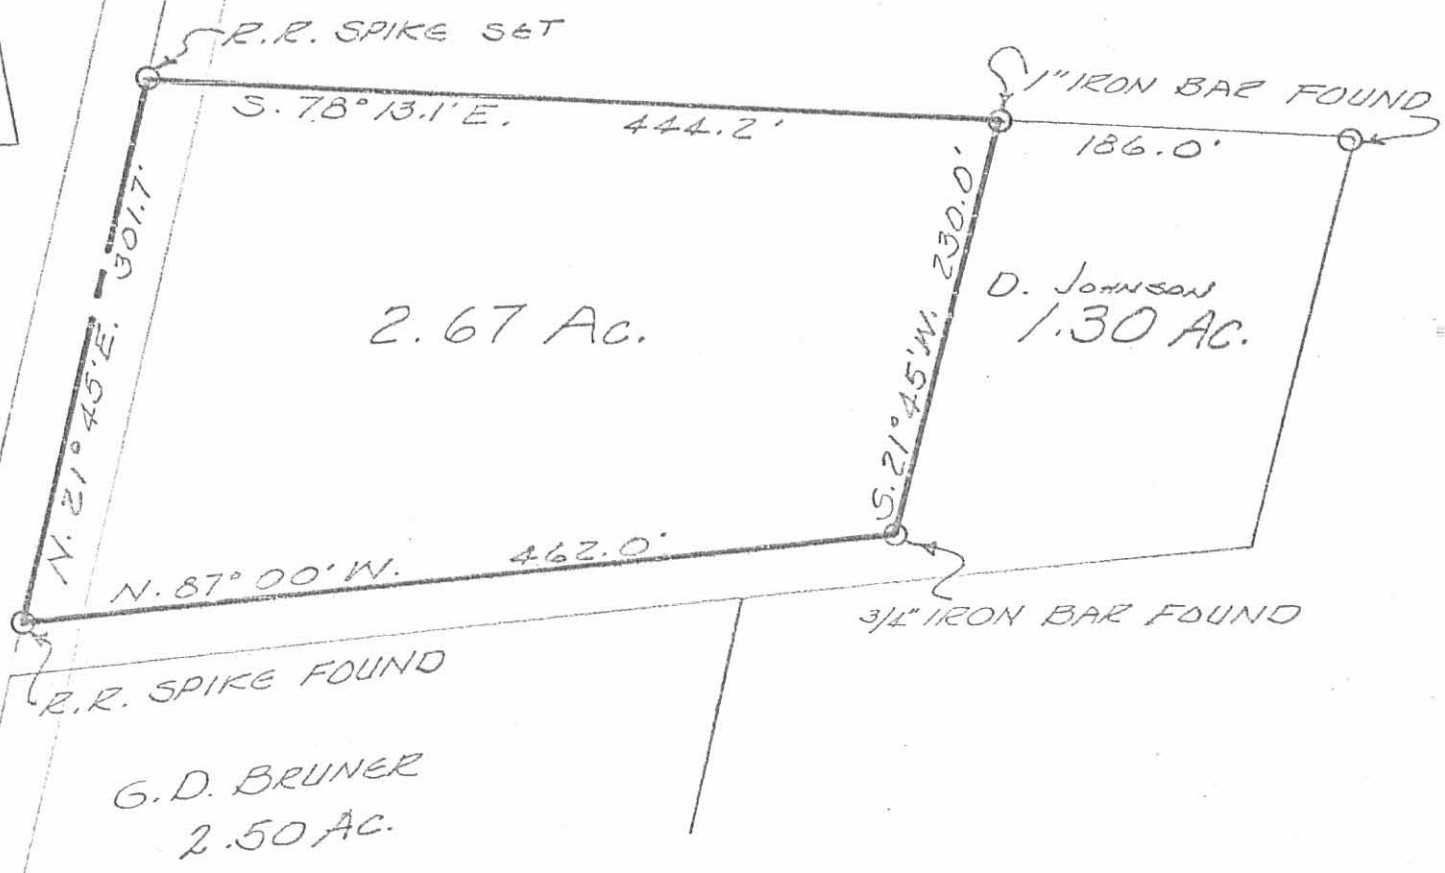 R.R. SPIKE SET
1" IRON BAR FOUND
S. 78° 13.1' E. 444.2'
186.0'
N. 21° 45' E. 301.7'
S. 21° 45' W. 230.0'
D. JOHNSON
1.30 AC.
2.67 AC.
N. 87° 00' W. 462.0'
3/4" IRON BAR FOUND
R.R. SPIKE FOUND
G.D. BRUNER
2.50 AC.